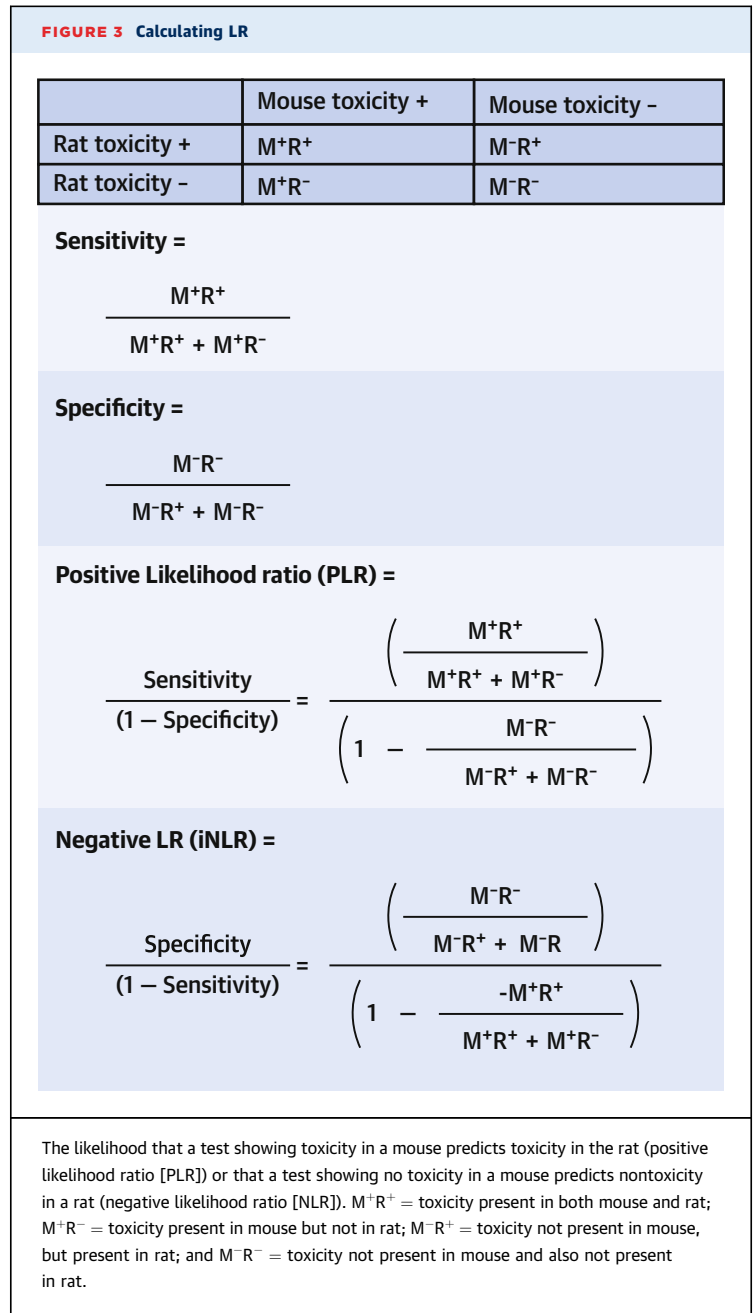 FIGURE 3 Calculating LR
Mouse toxicity + Mouse toxicity –
Rat toxicity + M⁺R⁺ M⁻R⁺
Rat toxicity – M⁺R⁻ M⁻R⁻
Sensitivity =
M⁺R⁺
M⁺R⁺ + M⁺R⁻
Specificity =
M⁻R⁻
M⁻R⁺ + M⁻R⁻
Positive Likelihood ratio (PLR) =
Sensitivity
(1 — Specificity)
=
( M⁺R⁺
M⁺R⁺ + M⁺R⁻ )
( 1 – M⁻R⁻
M⁻R⁺ + M⁻R⁻ )
Negative LR (iNLR) =
Specificity
(1 — Sensitivity)
=
( M⁻R⁻
M⁻R⁺ + M⁻R )
( 1 – -M⁺R⁺
M⁺R⁺ + M⁺R⁻ )
The likelihood that a test showing toxicity in a mouse predicts toxicity in the rat (positive
likelihood ratio [PLR]) or that a test showing no toxicity in a mouse predicts nontoxicity
in a rat (negative likelihood ratio [NLR]). M⁺R⁺ = toxicity present in both mouse and rat;
M⁺R⁻ = toxicity present in mouse but not in rat; M⁻R⁺ = toxicity not present in mouse,
but present in rat; and M⁻R⁻ = toxicity not present in mouse and also not present
in rat.